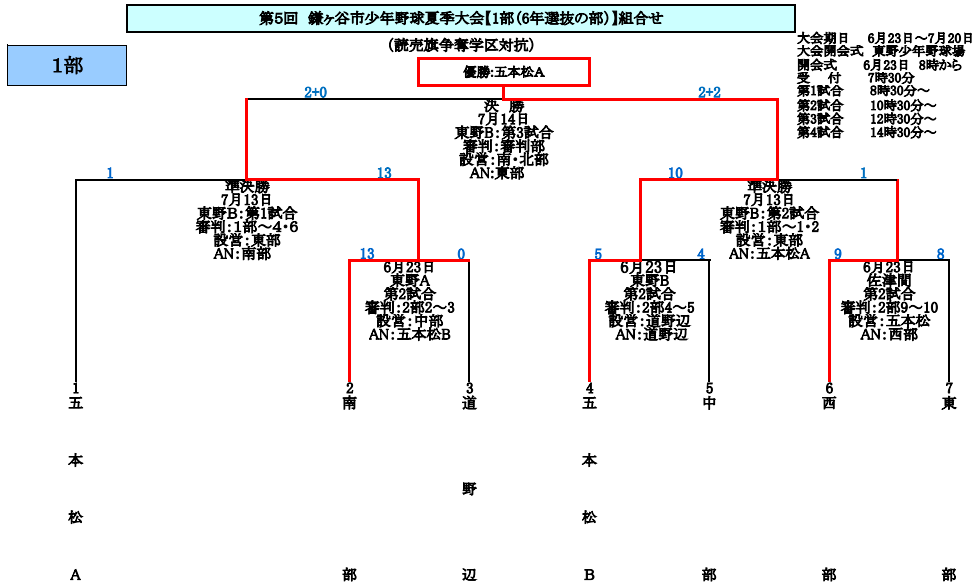 第5回 鎌ヶ谷市少年野球夏季大会【1部(6年選抜の部)】組合せ
(読売旗争奪学区対抗)
1部
大会期日 6月23日～7月20日
大会開会式 東野少年野球場
開会式 6月23日 8時から
受 付 7時30分
第1試合 8時30分～
第2試合 10時30分～
第3試合 12時30分～
第4試合 14時30分～
優勝:五本松A
2+0
2+2
決 勝
7月14日
東野B:第3試合
審判:審判部
設営:南・北部
AN:東部
1
13
準決勝
7月13日
東野B:第1試合
審判:1部～4・6
設営:東部
AN:南部
10
1
準決勝
7月13日
東野B:第2試合
審判:1部～1・2
設営:東部
AN:五本松A
13
0
6月23日
東野A
第2試合
審判:2部2～3
設営:中部
AN:五本松B
5
4
6月23日
東野B
第2試合
審判:2部4～5
設営:道野辺
AN:道野辺
9
8
6月23日
佐津間
第2試合
審判:2部9～10
設営:五本松
AN:西部
1
五本松A
2
南部
3
道野辺
4
五本松B
5
中部
6
西部
7
東部